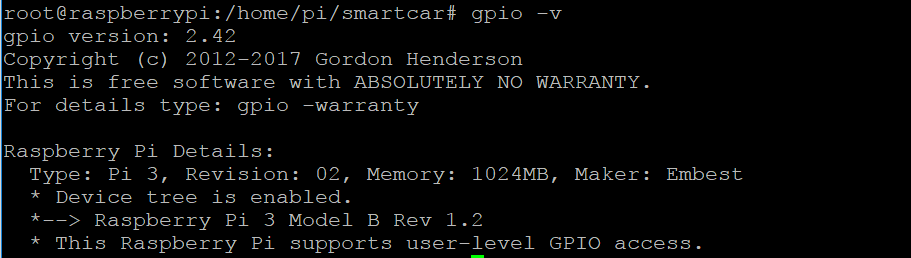 root@raspberrypi:/home/pi/smartcar# gpio -v
gpio version: 2.42
Copyright (c) 2012-2017 Gordon Henderson
This is free software with ABSOLUTELY NO WARRANTY.
For details type: gpio -warranty

Raspberry Pi Details:
  Type: Pi 3, Revision: 02, Memory: 1024MB, Maker: Embest
  * Device tree is enabled.
  *--> Raspberry Pi 3 Model B Rev 1.2
  * This Raspberry Pi supports user-level GPIO access.